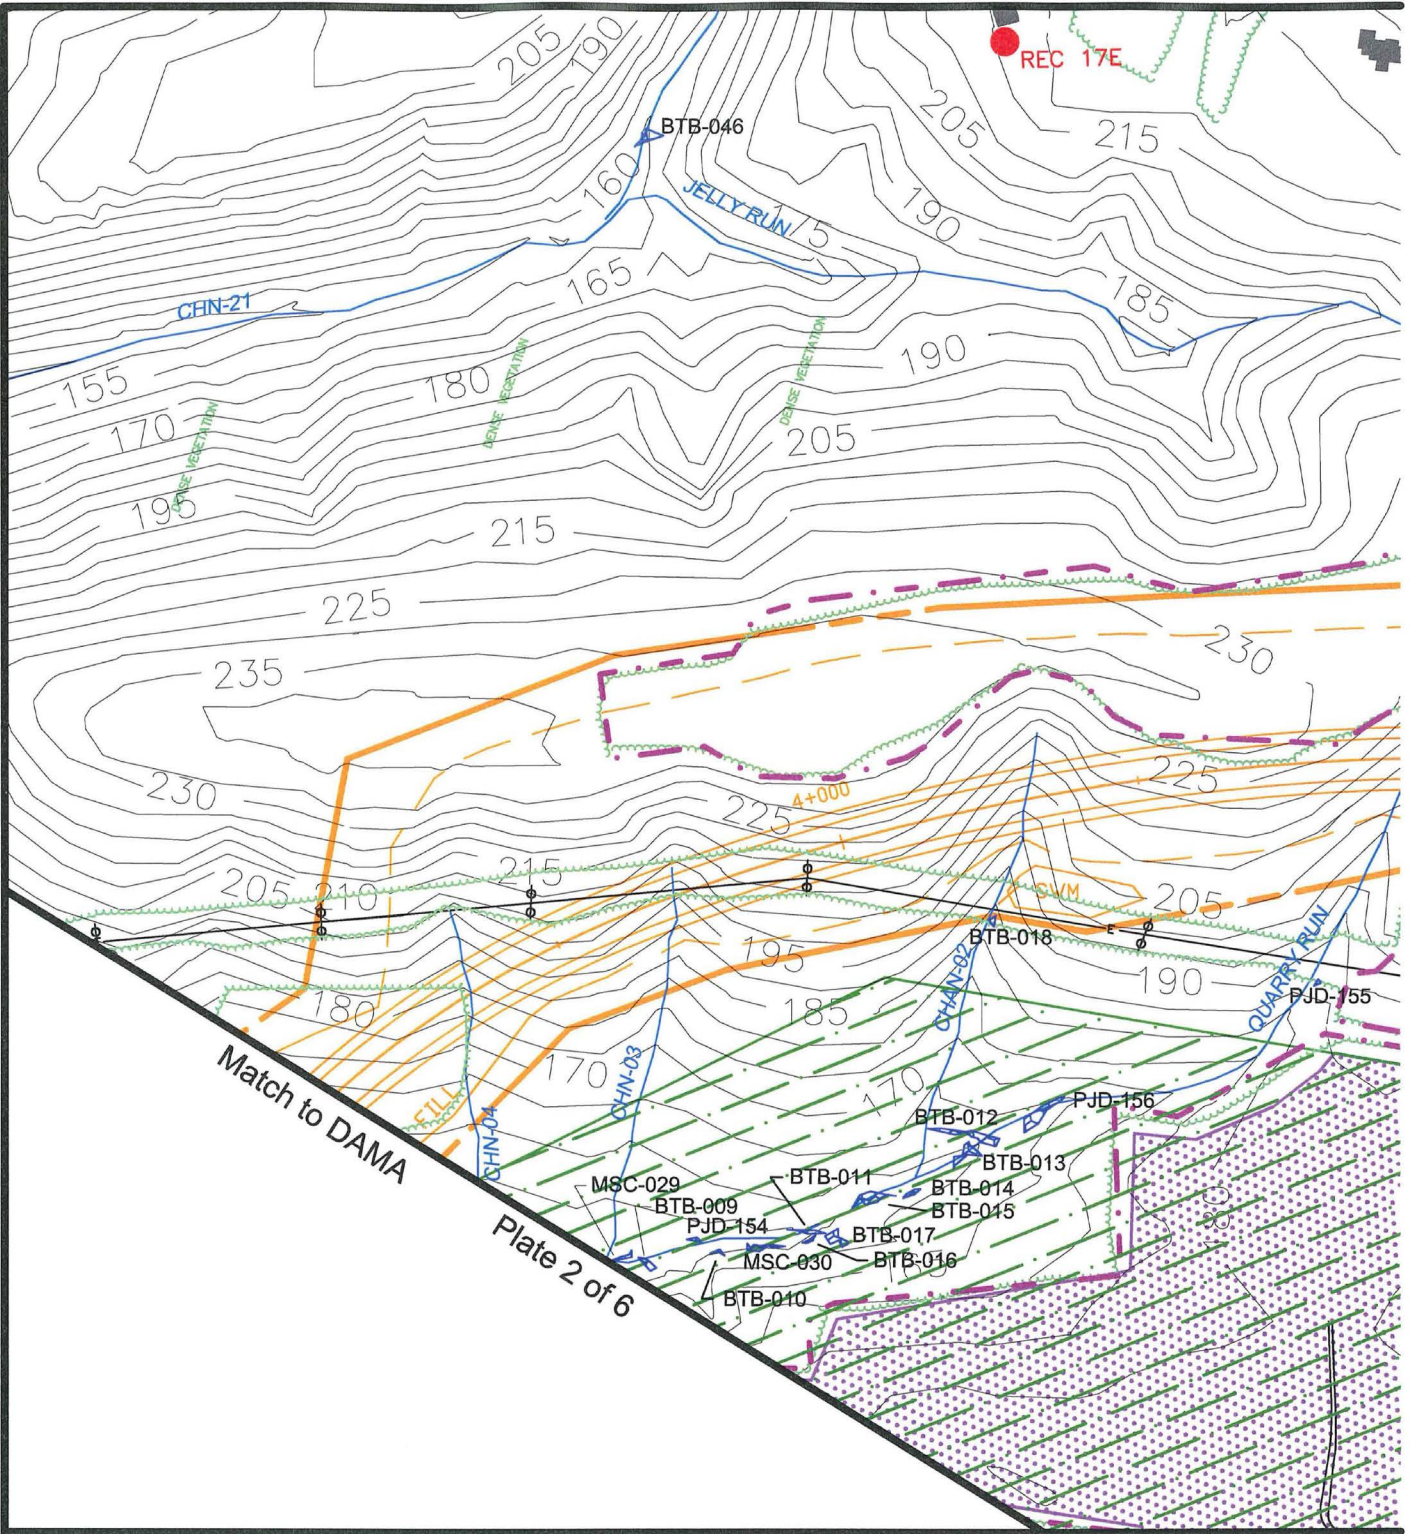 205
190
REC 17E
205
215
BTB-046
160
JELLY RUN
175
190
165
185
CHN-21
155
180
190
DENSE VEGETATION
DENSE VEGETATION
DENSE VEGETATION
170
205
195
215
225
230
235
230
4+000
225
225
215
205
210
SWM
205
BTB-018
195
190
QUARRY RUN
PJD-155
180
185
CHAN-02
Match to DAMA
170
CHN-03
170
PJD-156
FILL
CHN-04
BTB-012
BTB-013
MSC-029
BTB-011
BTB-014
BTB-009
BTB-015
PJD-154
BTB-017
180
Plate 2 of 6
MSC-030
BTB-016
165
BTB-010
E